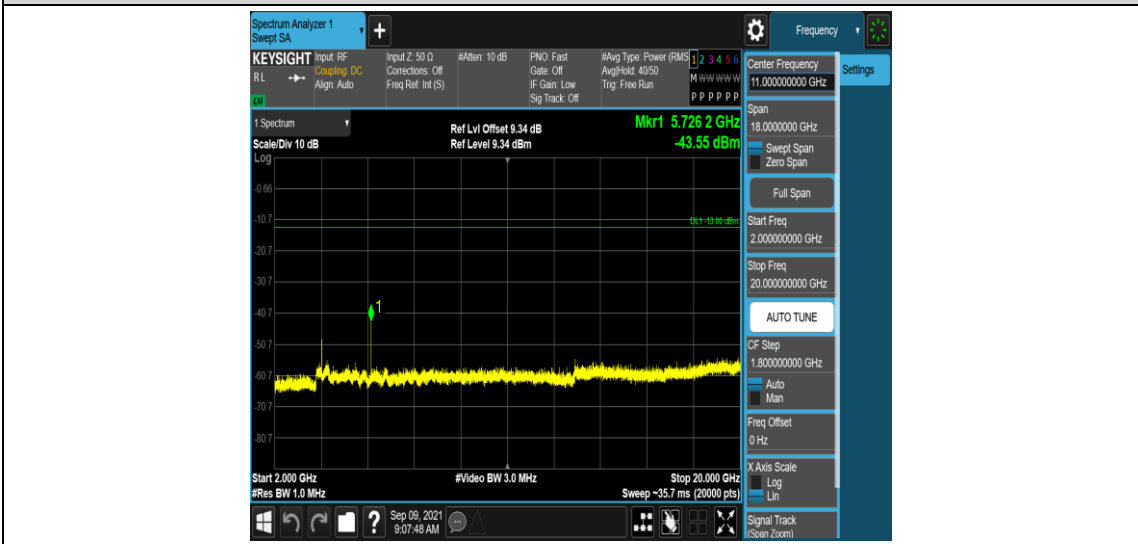 Spectrum Analyzer 1
Swept SA
+
Frequency
KEYSIGHT
RL
Input: RF
Coupling: DC
Align: Auto
Input Z: 50 Ω
Corrections: Off
Freq Ref: Int (S)
#Atten: 10 dB
PNO: Fast
Gate: Off
IF Gain: Low
Sig Track: Off
#Avg Type: Power (RMS
Avg|Hold: 40/50
Trig: Free Run
1 2 3 4 5 6
M W W W W W
P P P P P P
1 Spectrum
Scale/Div 10 dB
Log
Ref Lvl Offset 9.34 dB
Ref Level 9.34 dBm
Mkr1 5.726 2 GHz
-43.55 dBm
-0.66
-10.7
DL1 -13.00 dBm
-20.7
-30.7
-40.7
1
-50.7
-60.7
-70.7
-80.7
Start 2.000 GHz
#Res BW 1.0 MHz
#Video BW 3.0 MHz
Stop 20.000 GHz
Sweep ~35.7 ms (20000 pts)
Center Frequency
11.000000000 GHz
Settings
Span
18.0000000 GHz
Swept Span
Zero Span
Full Span
Start Freq
2.000000000 GHz
Stop Freq
20.000000000 GHz
AUTO TUNE
CF Step
1.800000000 GHz
Auto
Man
Freq Offset
0 Hz
X Axis Scale
Log
Lin
Signal Track
(Span Zoom)
?
Sep 09, 2021
9:07:48 AM